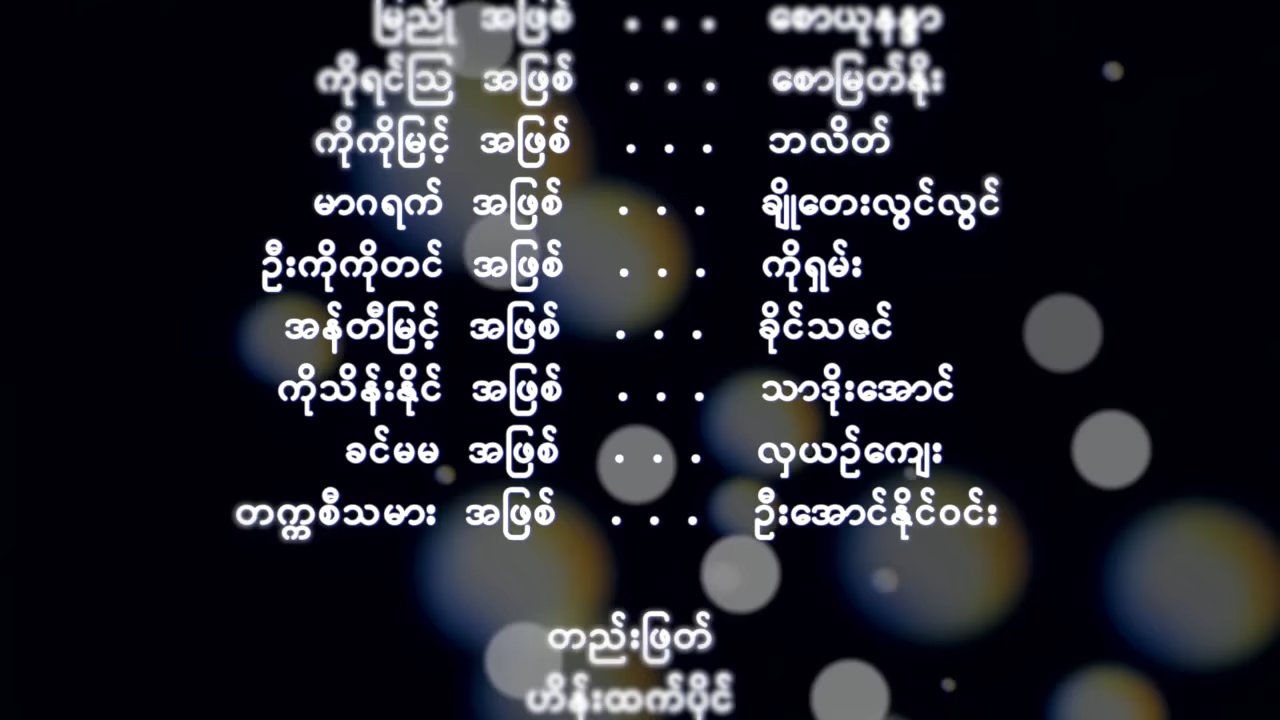 မြညို အဖြစ် . . . စောယုနန္ဒာ
ကိုရင်ဩ အဖြစ် . . . စောမြတ်နိုး
ကိုကိုမြင့် အဖြစ် . . . ဘလိတ်
မာဂရက် အဖြစ် . . . ချိုတေးလွင်လွင်
ဦးကိုကိုတင် အဖြစ် . . . ကိုရှမ်း
အန်တီမြင့် အဖြစ် . . . ခိုင်သဇင်
ကိုသိန်းနိုင် အဖြစ် . . . သာဒိုးအောင်
ခင်မမ အဖြစ် . . . လှယဉ်ကျေး
တက္ကစီသမား အဖြစ် . . . ဦးအောင်နိုင်ဝင်း
တည်းဖြတ်
ဟိန်းထက်ပိုင်